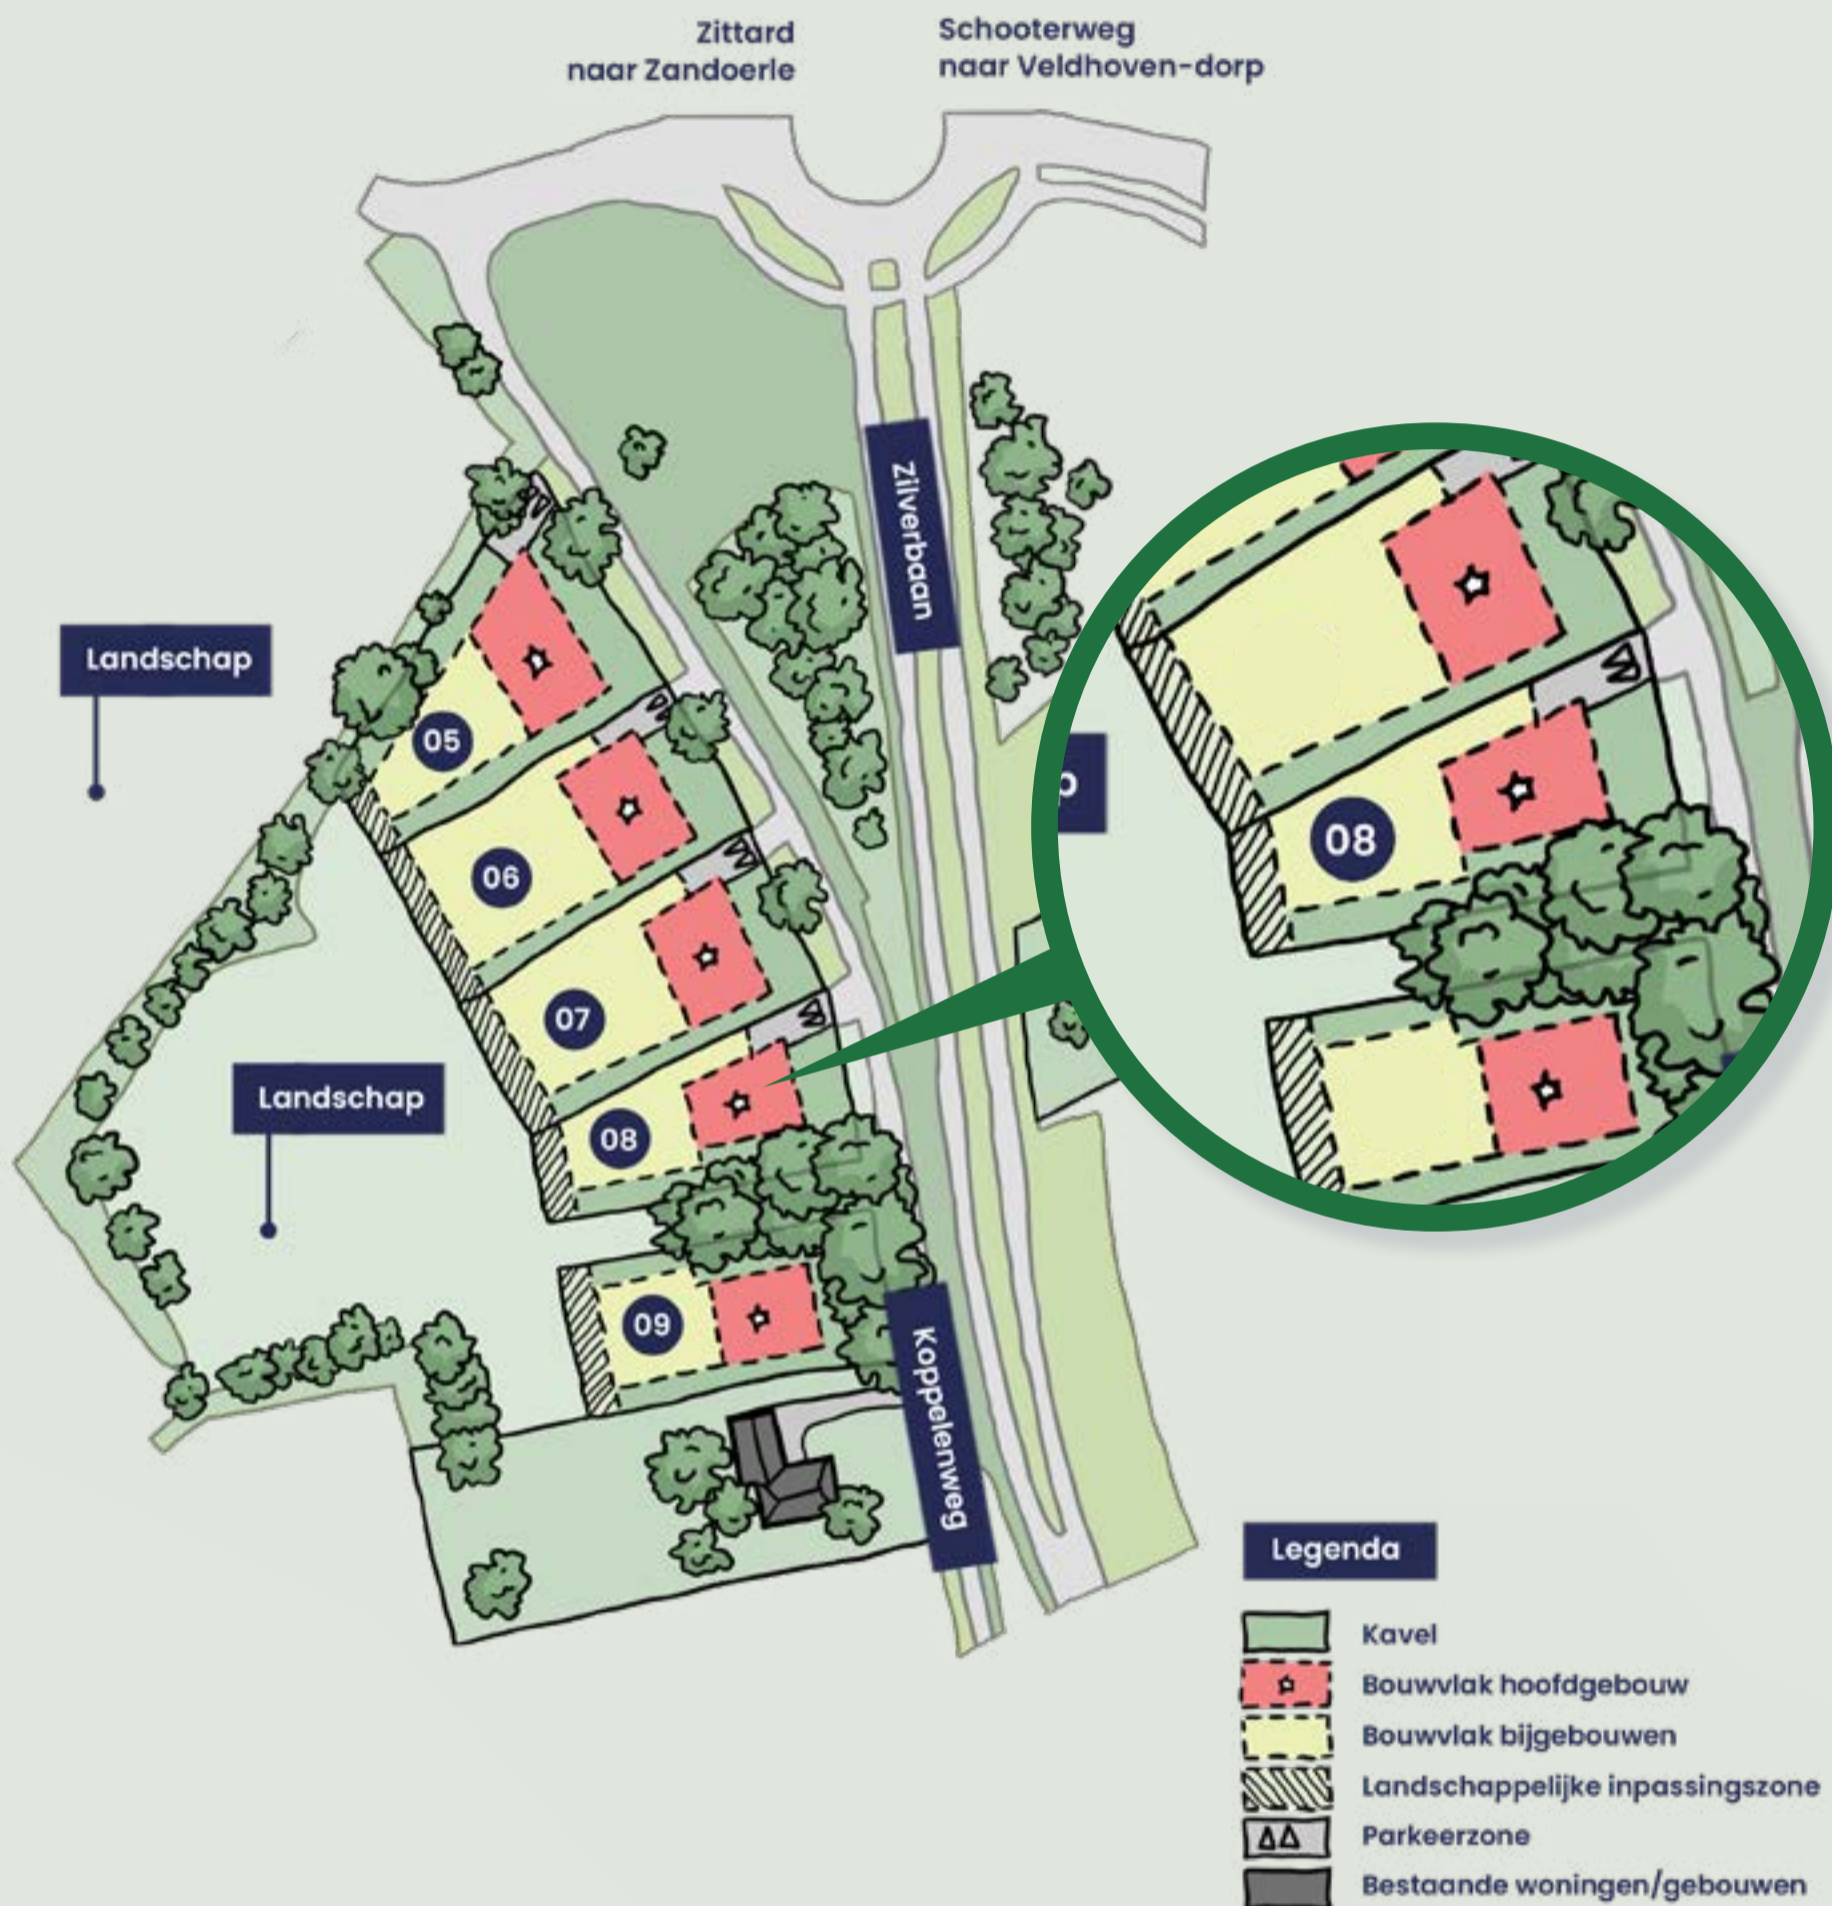 Zittard
naar Zandoerle
Schooterweg
naar Veldhoven-dorp
Zilverbaan
Landschap
05
06
07
08
08
Landschap
09
Koppelenweg
Legenda
Kavel
Bouwvlak hoofdgebouw
Bouwvlak bijgebouwen
Landschappelijke inpassingszone
Parkeerzone
Bestaande woningen/gebouwen